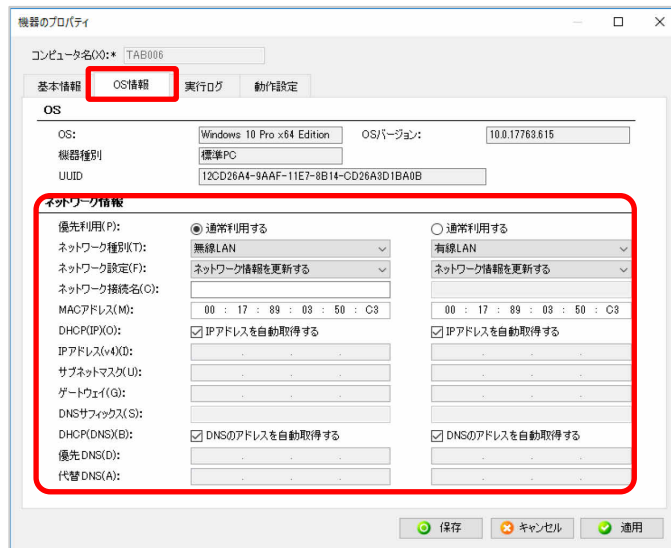 機器のプロパティ
コンピュータ名(X):* TAB006
基本情報 OS情報 実行ログ 動作設定
OS
OS: Windows 10 Pro x64 Edition OSバージョン: 10.0.17763.615
機器種別 標準PC
UUID 12CD26A4-9AAF-11E7-8B14-CD26A3D1BA0B
ネットワーク情報
優先利用(P): 通常利用する 通常利用する
ネットワーク種別(T): 無線LAN 有線LAN
ネットワーク設定(F): ネットワーク情報を更新する ネットワーク情報を更新する
ネットワーク接続名(C):
MACアドレス(M): 00 : 17 : 89 : 03 : 50 : C3 00 : 17 : 89 : 03 : 50 : C3
DHCP(IP)(O): IPアドレスを自動取得する IPアドレスを自動取得する
IPアドレス(v4)(I):
サブネットマスク(U):
ゲートウェイ(G):
DNSサフィックス(S):
DHCP(DNS)(B): DNSのアドレスを自動取得する DNSのアドレスを自動取得する
優先DNS(D):
代替DNS(A):
保存 キャンセル 適用